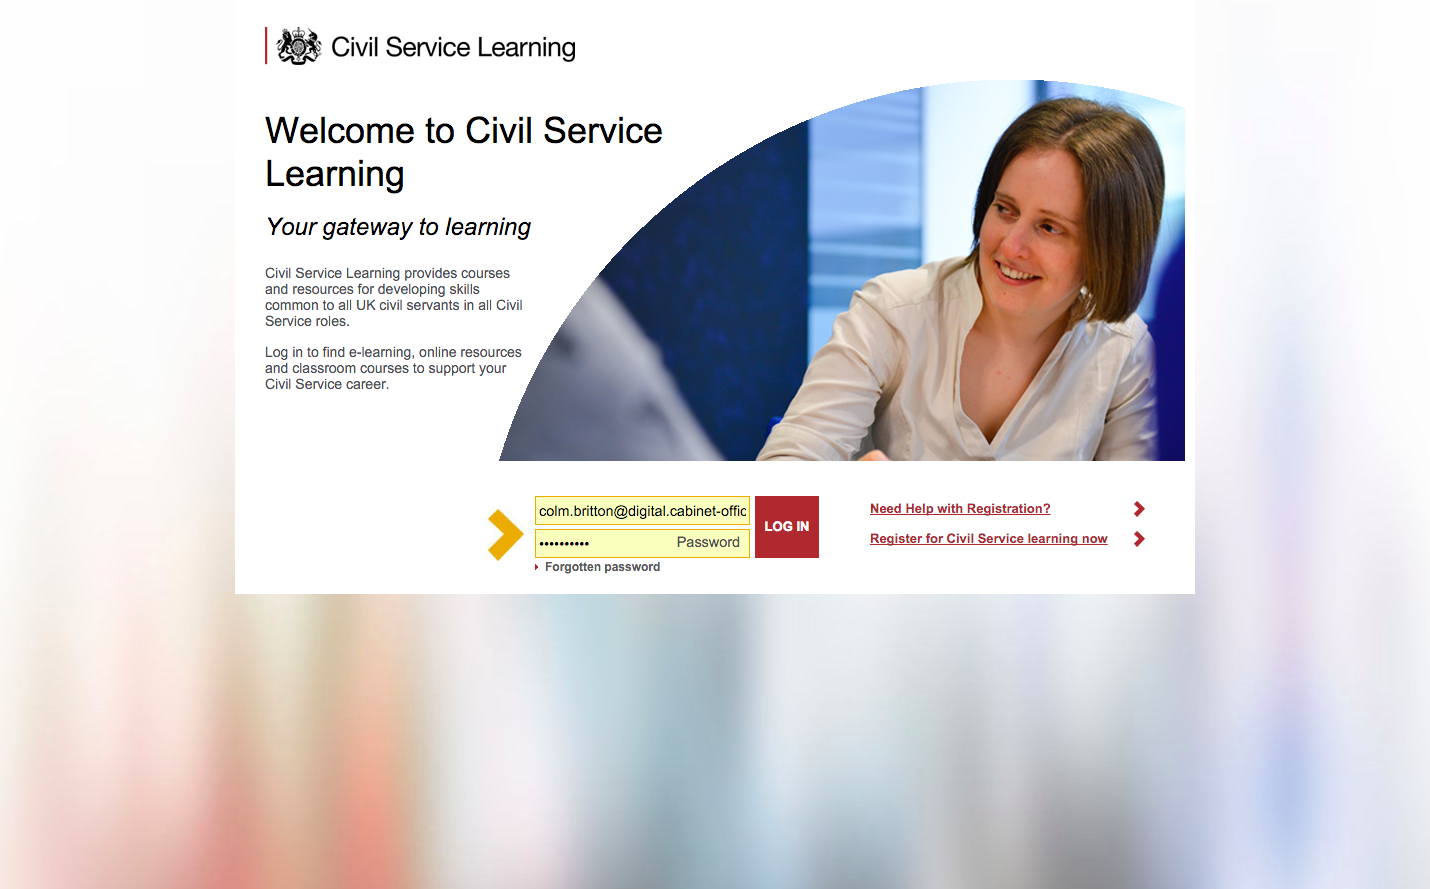 Civil Service Learning
Welcome to Civil Service
Learning
Your gateway to learning
Civil Service Learning provides courses
and resources for developing skills
common to all UK civil servants in all Civil
Service roles.
Log in to find e-learning, online resources
and classroom courses to support your
Civil Service career.
colm.britton@digital.cabinet-offic
•••••••••• Password
LOG IN
Forgotten password
Need Help with Registration?
Register for Civil Service learning now